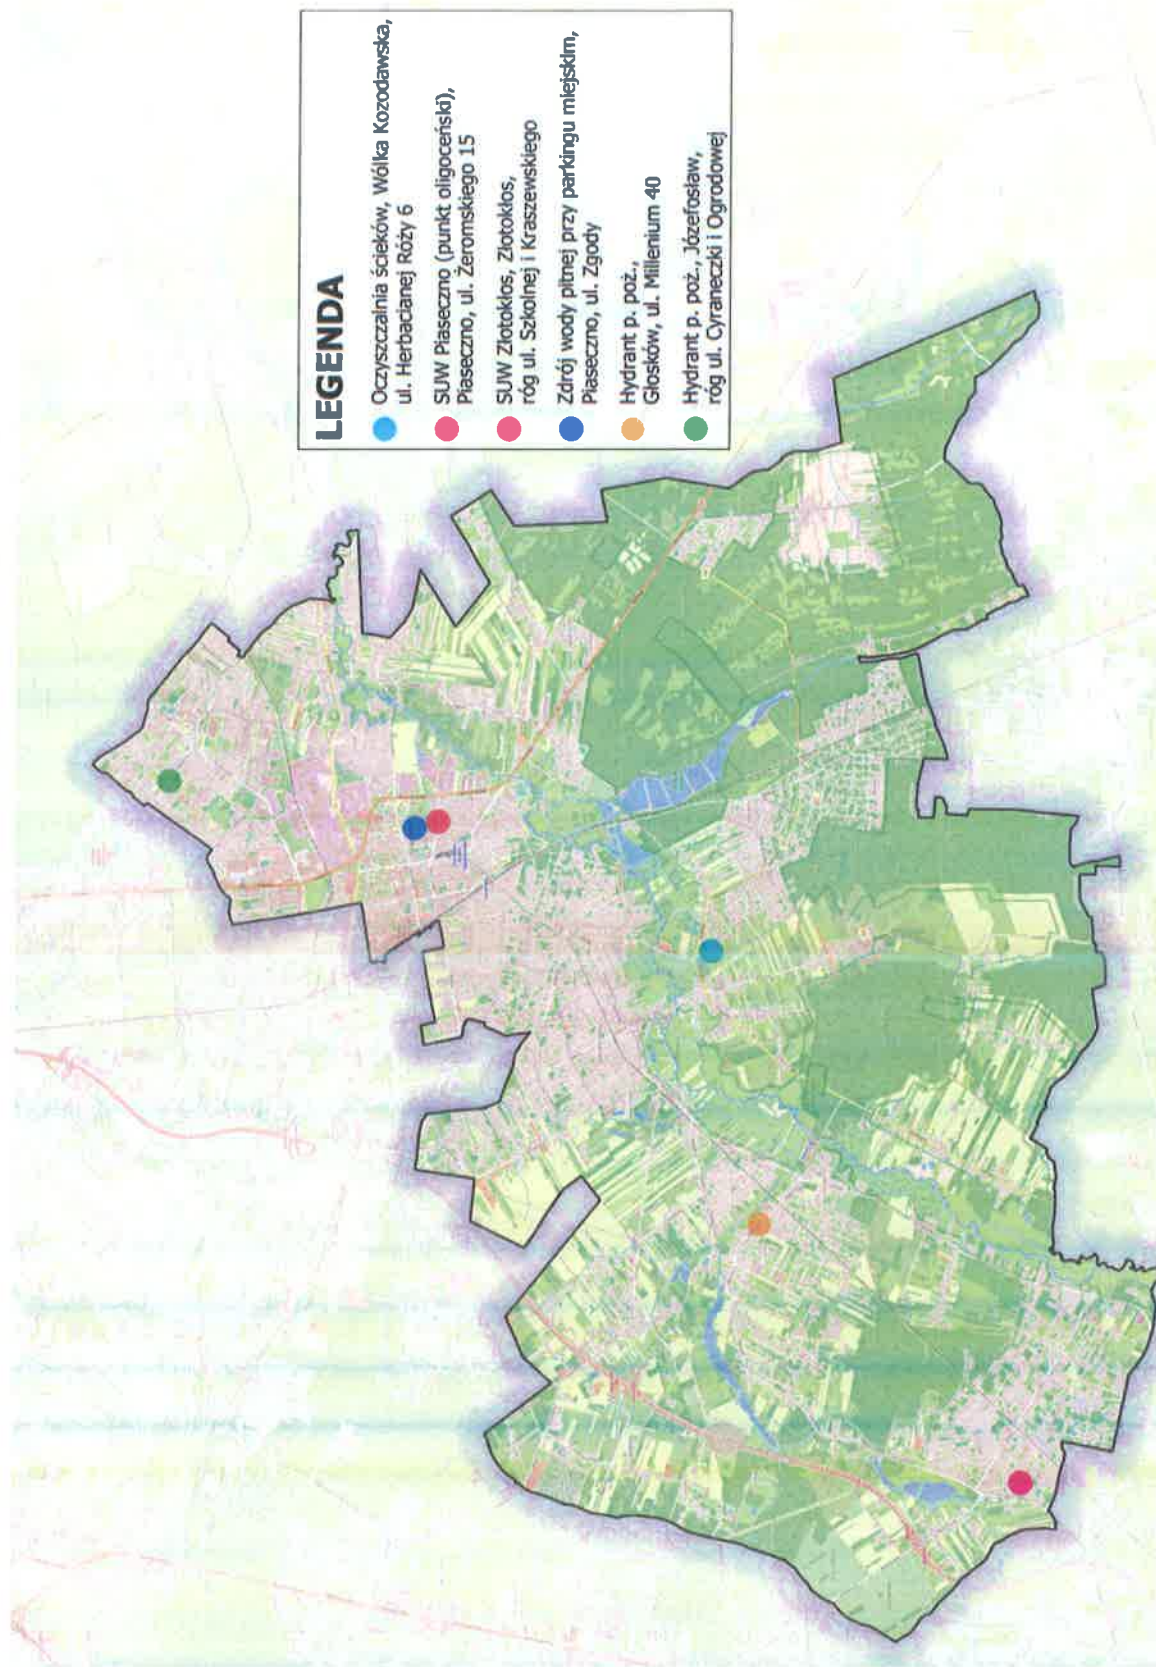 LEGENDA
Oczyszczalnia ścieków, Wólka Kozodawska,
ul. Herbacianej Róży 6
SUW Piaseczno (punkt oligoceński),
Piaseczno, ul. Żeromskiego 15
SUW Złotokłos, Złotokłos,
róg ul. Szkolnej i Kraszewskiego
Zdrój wody pitnej przy parkingu miejskim,
Piaseczno, ul. Zgody
Hydrant p. poż.,
Głosków, ul. Millenium 40
Hydrant p. poż., Józefosław,
róg ul. Cyraneczki i Ogrodowej